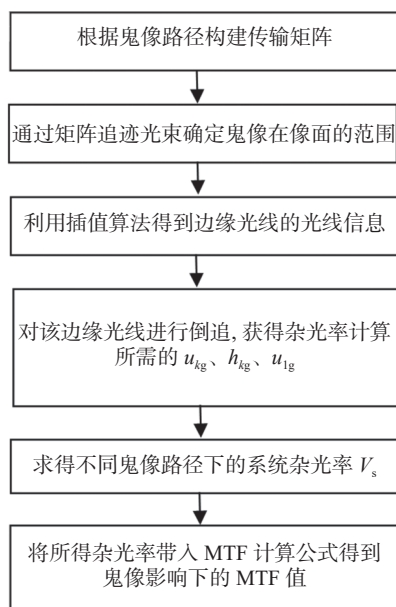 根据鬼像路径构建传输矩阵
通过矩阵追迹光束确定鬼像在像面的范围
利用插值算法得到边缘光线的光线信息
对该边缘光线进行倒追, 获得杂光率计算
所需的 u_kg、h_kg、u_1g
求得不同鬼像路径下的系统杂光率 V_s
将所得杂光率带入 MTF 计算公式得到
鬼像影响下的 MTF 值